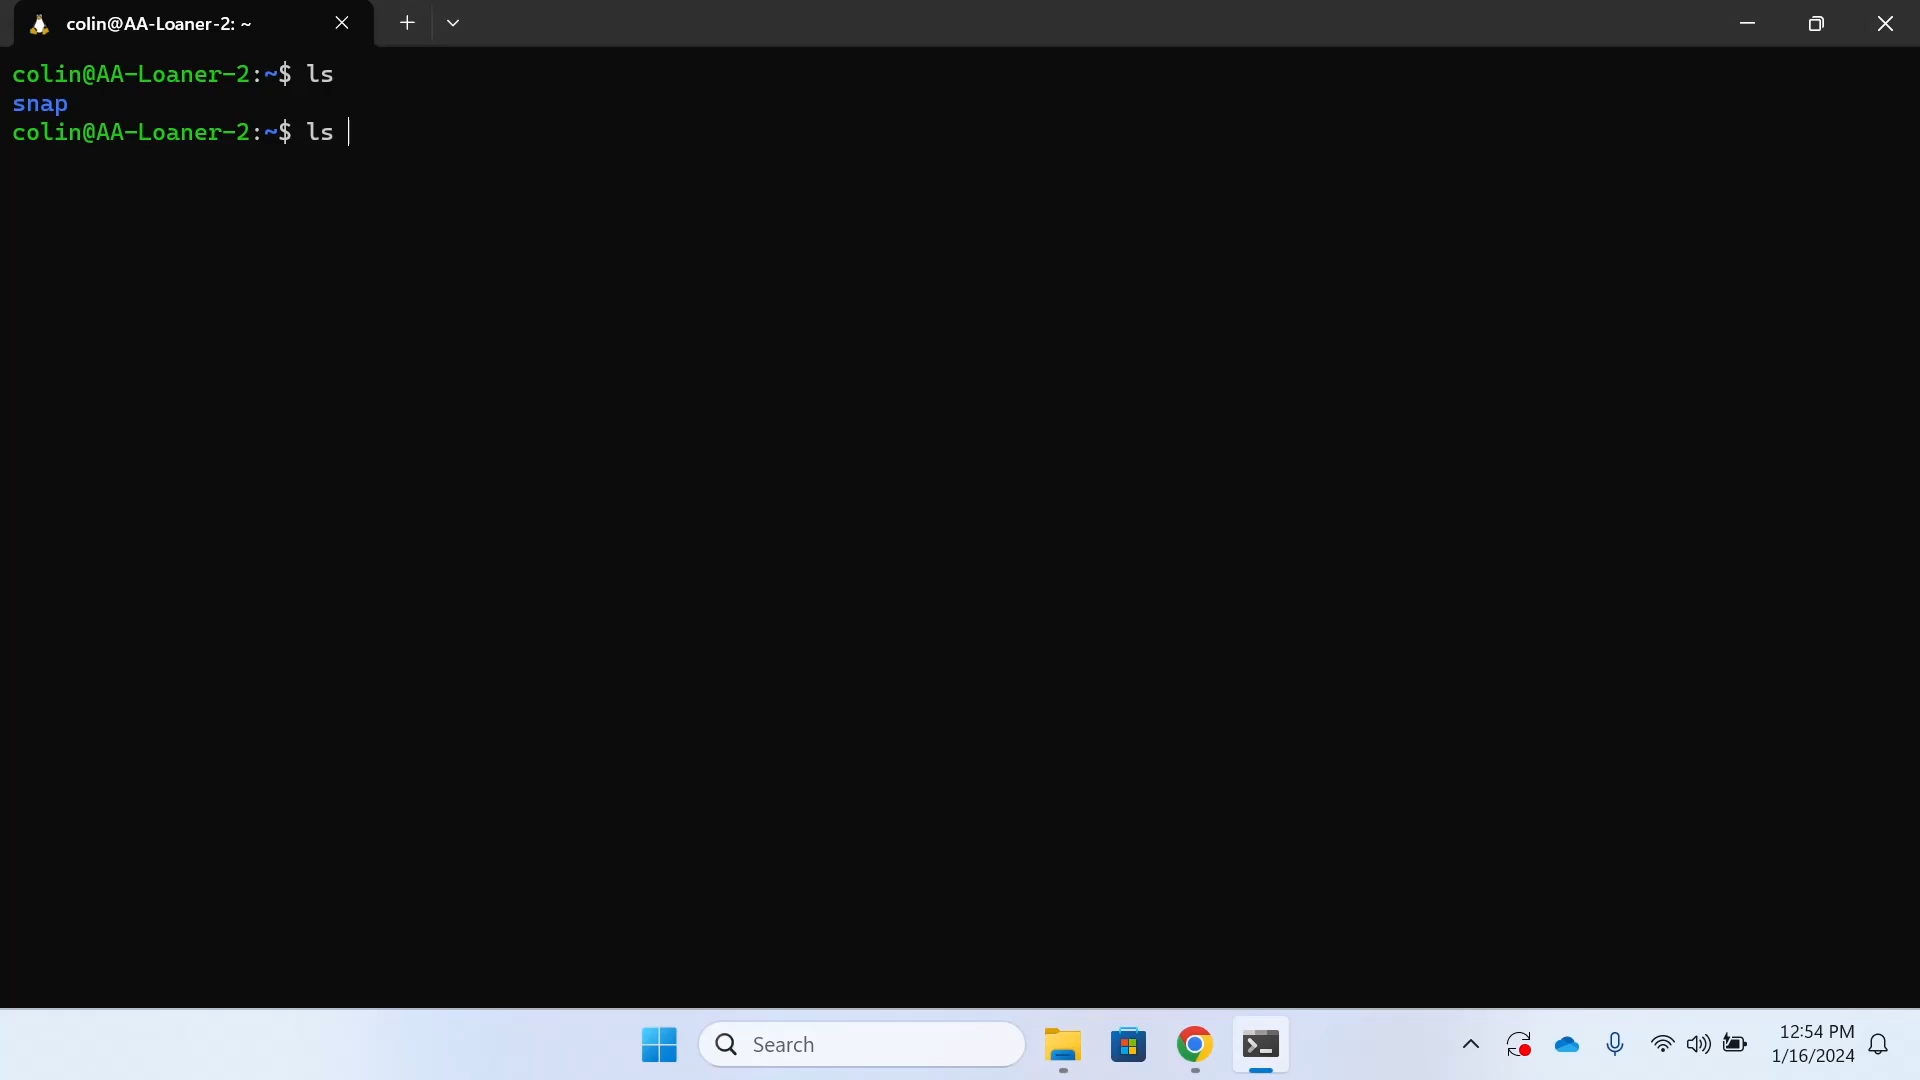 colin@AA-Loaner-2: ~
colin@AA-Loaner-2:~$ ls
snap
colin@AA-Loaner-2:~$ ls
Search
12:54 PM
1/16/2024